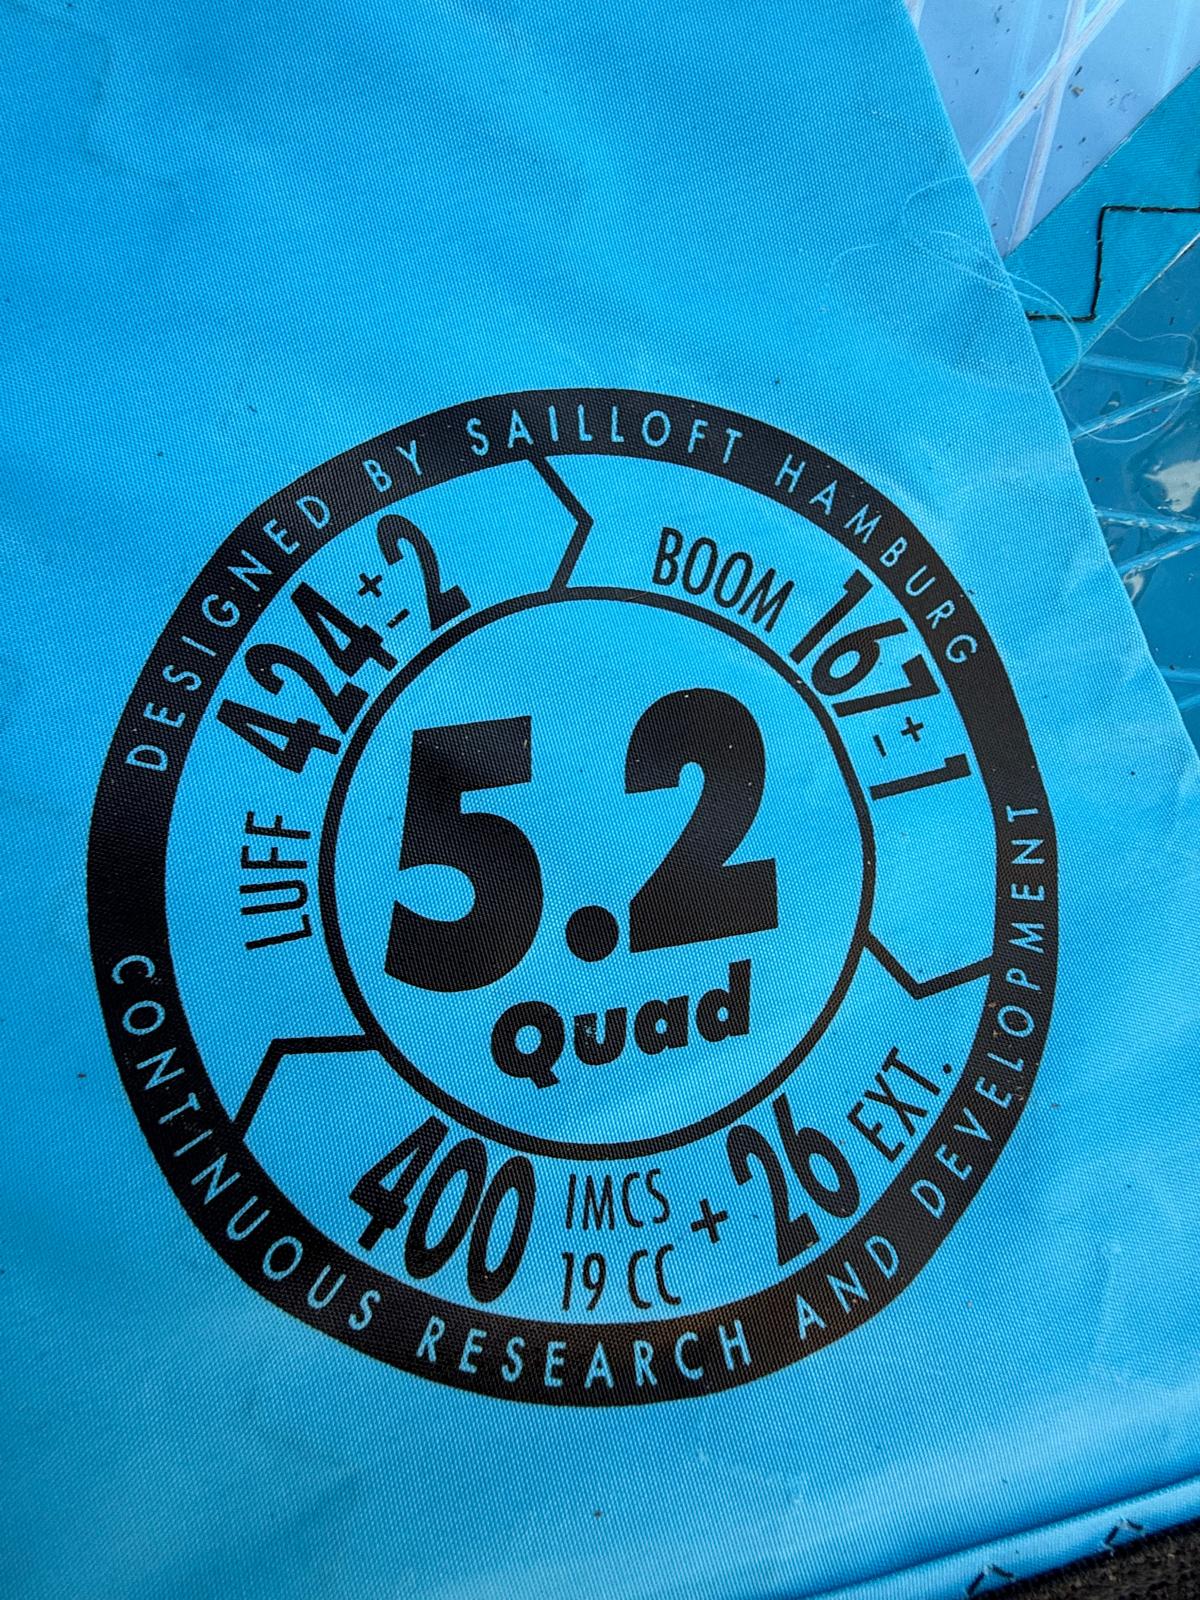 DESIGNED BY SAILLOFT HAMBURG
LUFF 424±2
BOOM 167±1
5.2
Quad
400 IMCS 19 CC + 26 EXT.
CONTINUOUS RESEARCH AND DEVELOPMENT